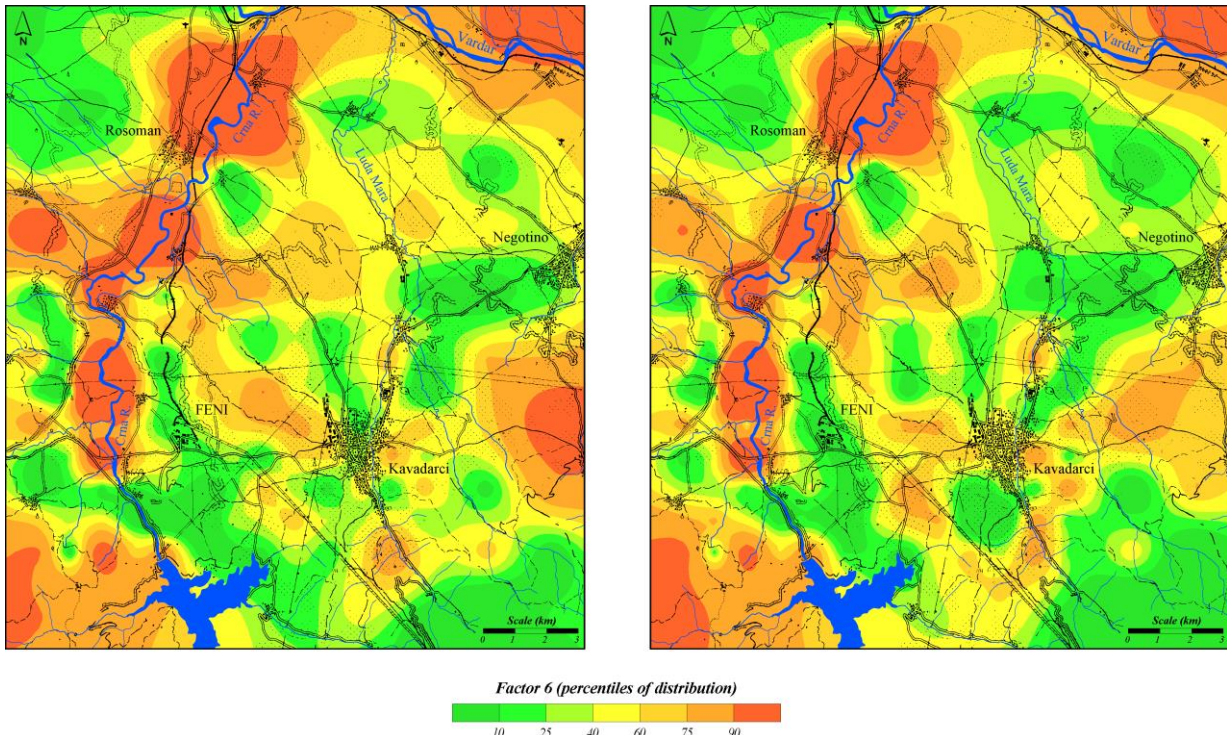 N
Vardar
Rosoman
Crna R.
Luda Mara
Negotino
FENI
Crna R.
Kavadarci
Scale (km)
0 1 2 3
N
Vardar
Rosoman
Crna R.
Luda Mara
Negotino
FENI
Crna R.
Kavadarci
Scale (km)
0 1 2 3
Factor 6 (percentiles of distribution)
10 25 40 60 75 90